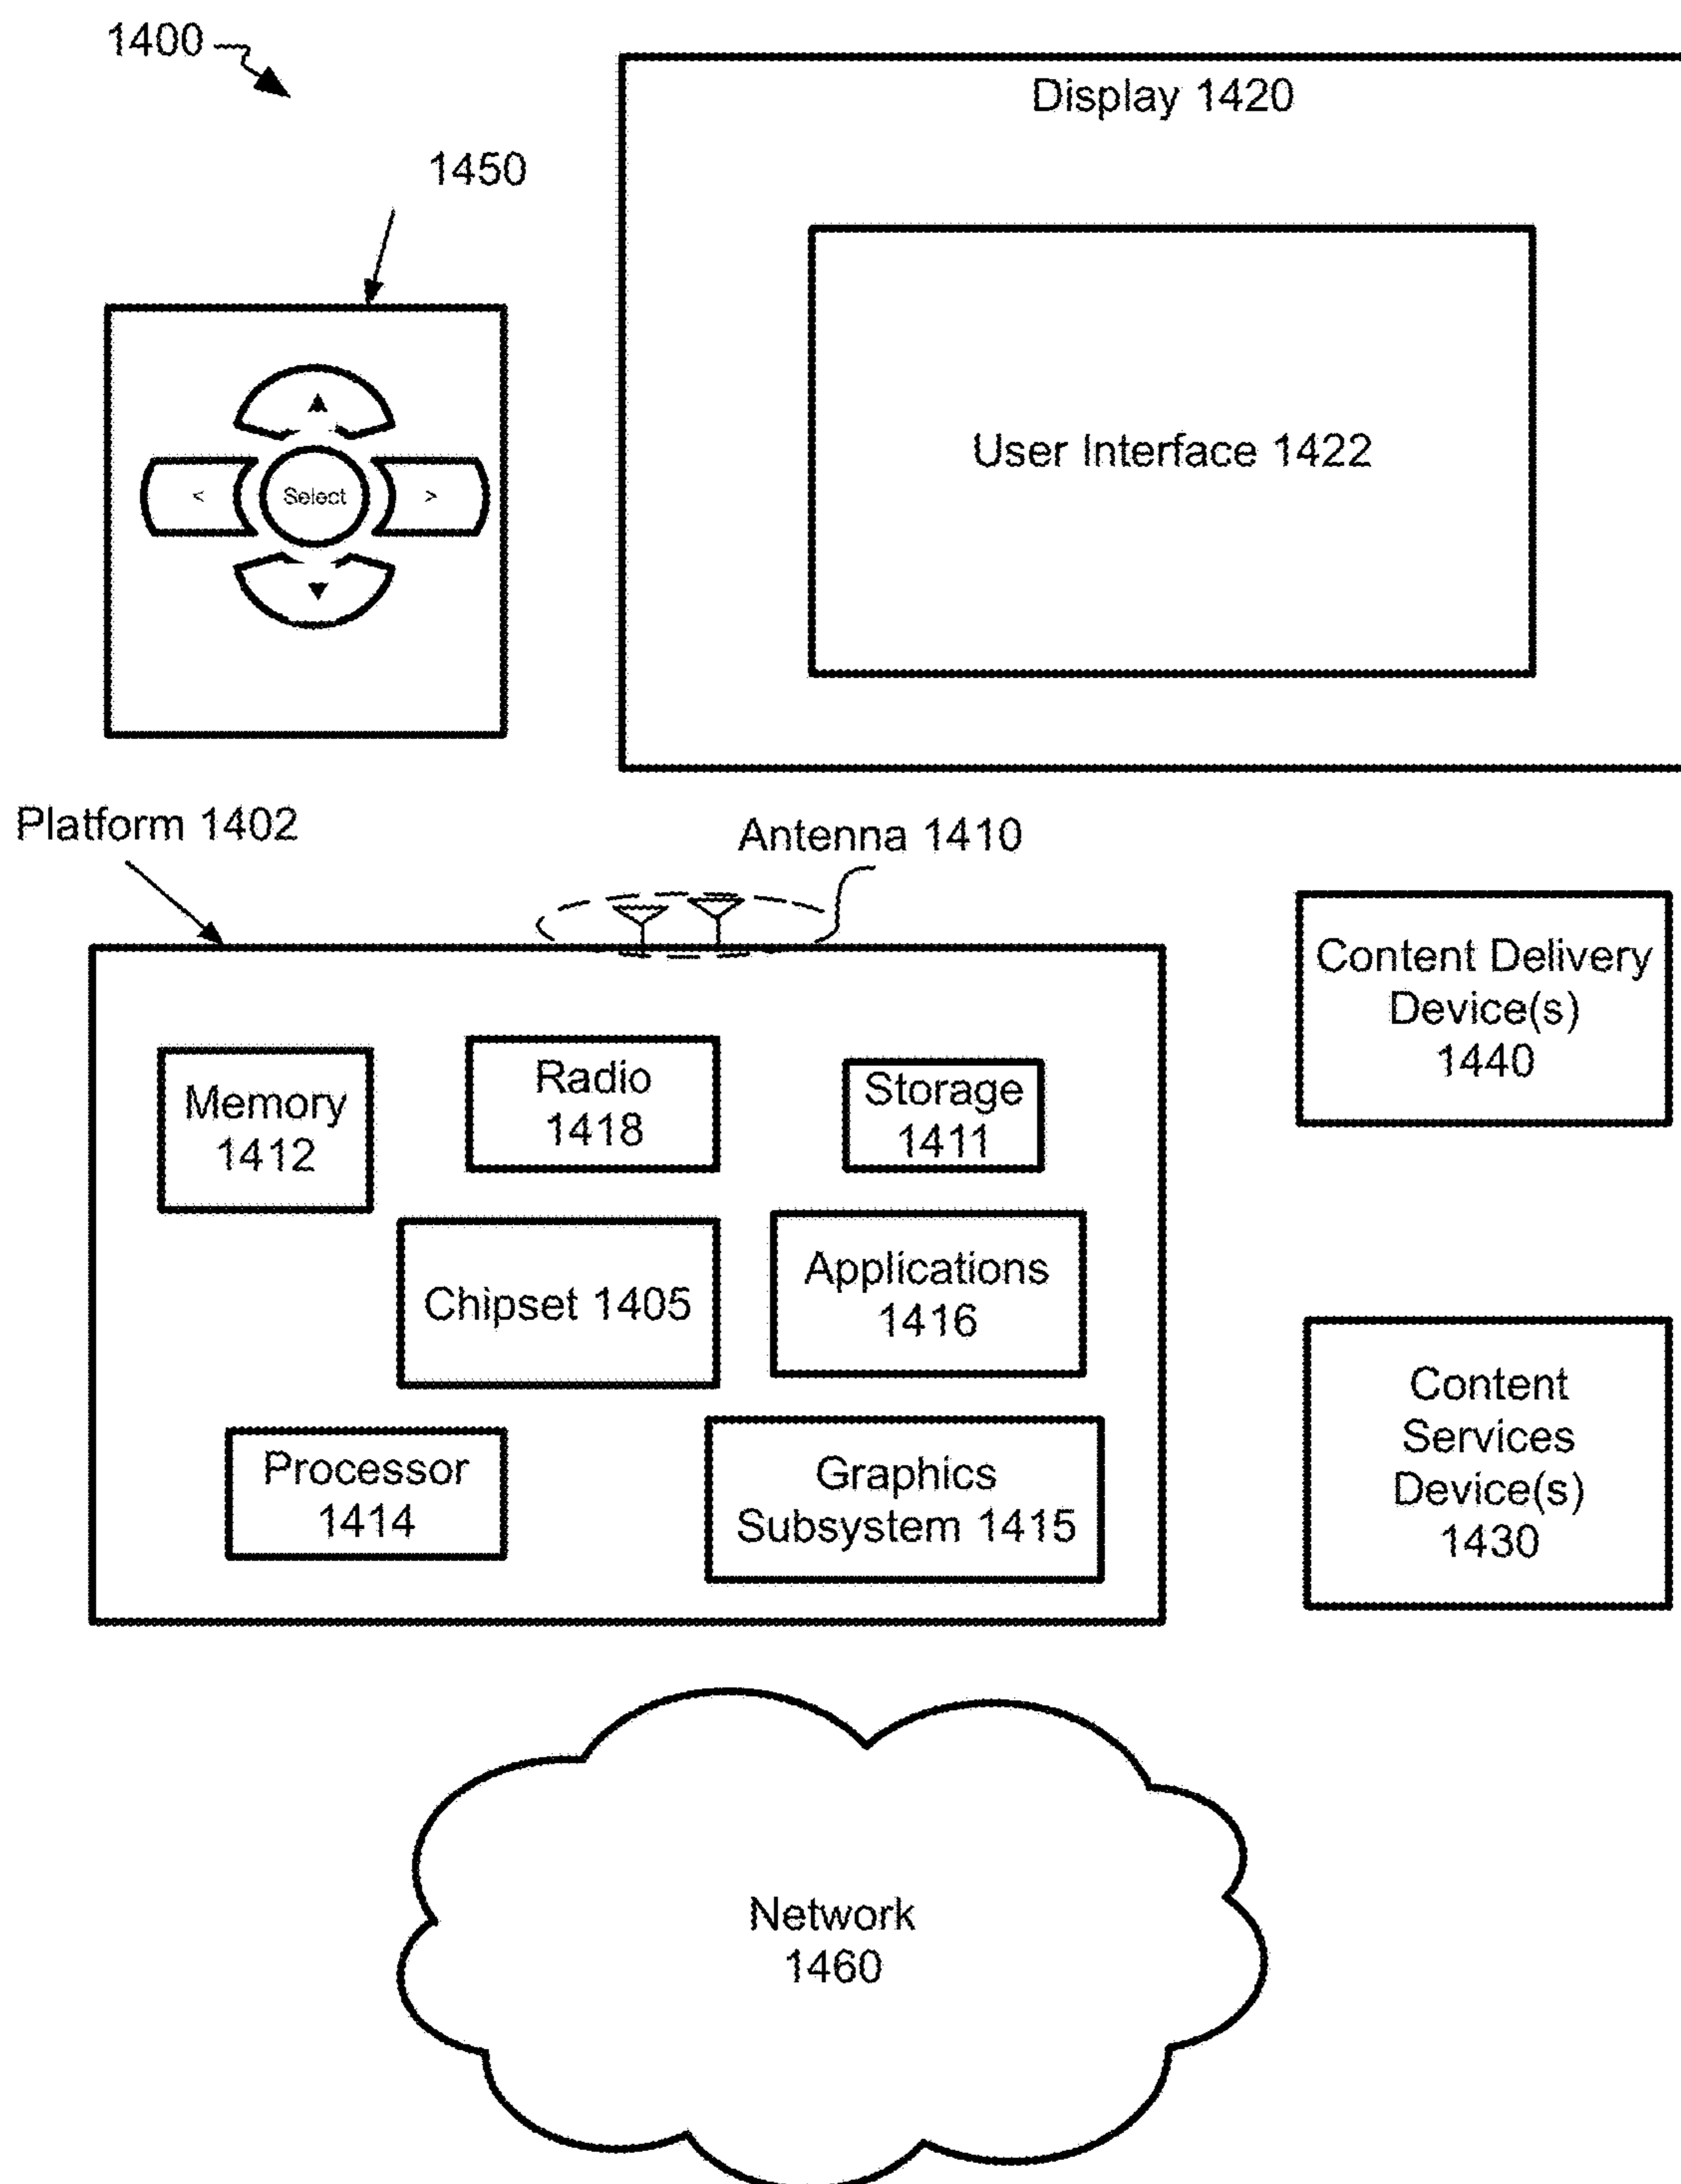 1400
Display 1420
1450
User Interface 1422
<
Select
>
Platform 1402
Antenna 1410
Content Delivery
Device(s)
1440
Memory
1412
Radio
1418
Storage
1411
Chipset 1405
Applications
1416
Content
Services
Device(s)
1430
Processor
1414
Graphics
Subsystem 1415
Network
1460